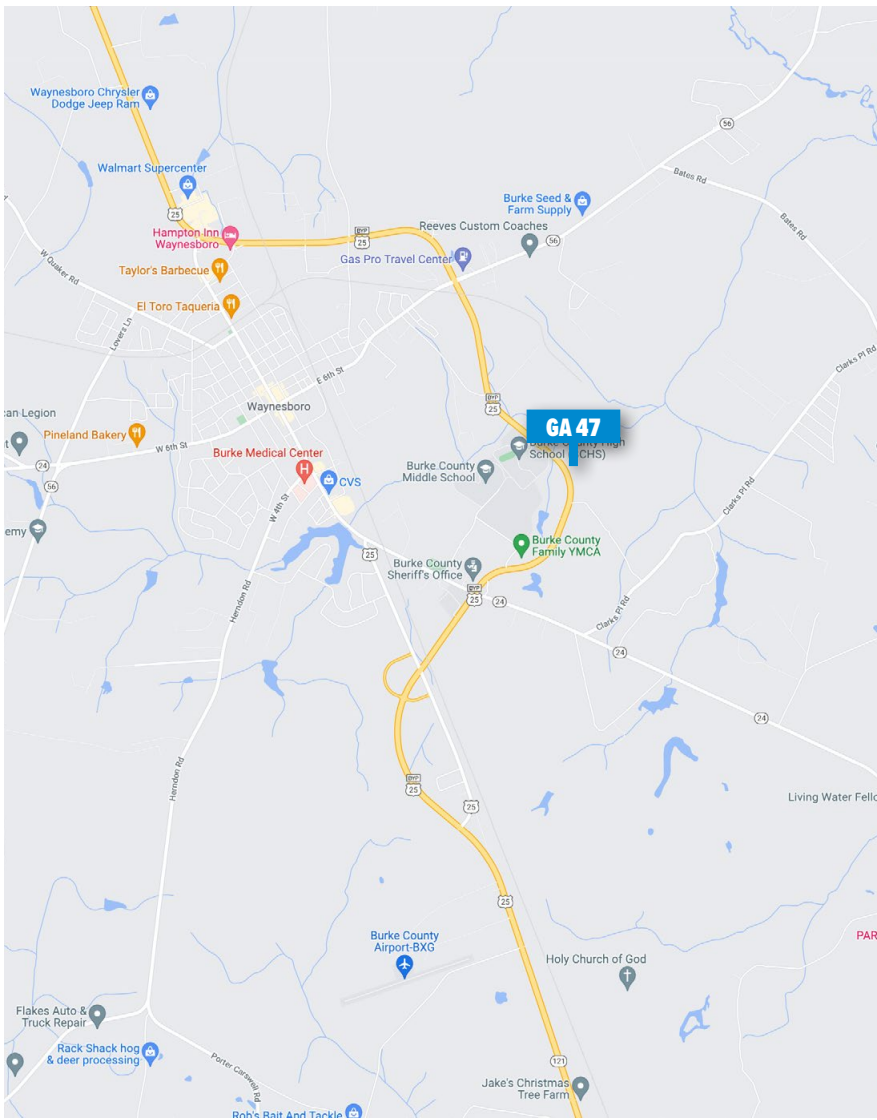 Waynesboro Chrysler
Dodge Jeep Ram
56
Walmart Supercenter
Bates Rd
Burke Seed &
Farm Supply
25
Bates Rd
Reeves Custom Coaches
Hampton Inn
Waynesboro
BYP
25
56
Gas Pro Travel Center
W Quaker Rd
Taylor's Barbecue
El Toro Taqueria
Lovers Ln
Clarks Pl Rd
E 6th St
BYP
25
Waynesboro
can Legion
GA 47
Pineland Bakery
W 6th St
Burke County High
School (BCHS)
24
Burke Medical Center
Burke County
Middle School
56
CVS
Clarks Pl Rd
W 4th St
emy
Burke County
Family YMCA
25
Burke County
Sheriff's Office
BYP
25
24
Herndon Rd
Clarks Pl Rd
24
24
Herndon Rd
BYP
25
25
Living Water Fello
25
Burke County
Airport-BXG
PAR
Holy Church of God
Flakes Auto &
Truck Repair
Rack Shack hog
& deer processing
Porter Carswell Rd
121
Jake's Christmas
Tree Farm
Rob's Bait And Tackle